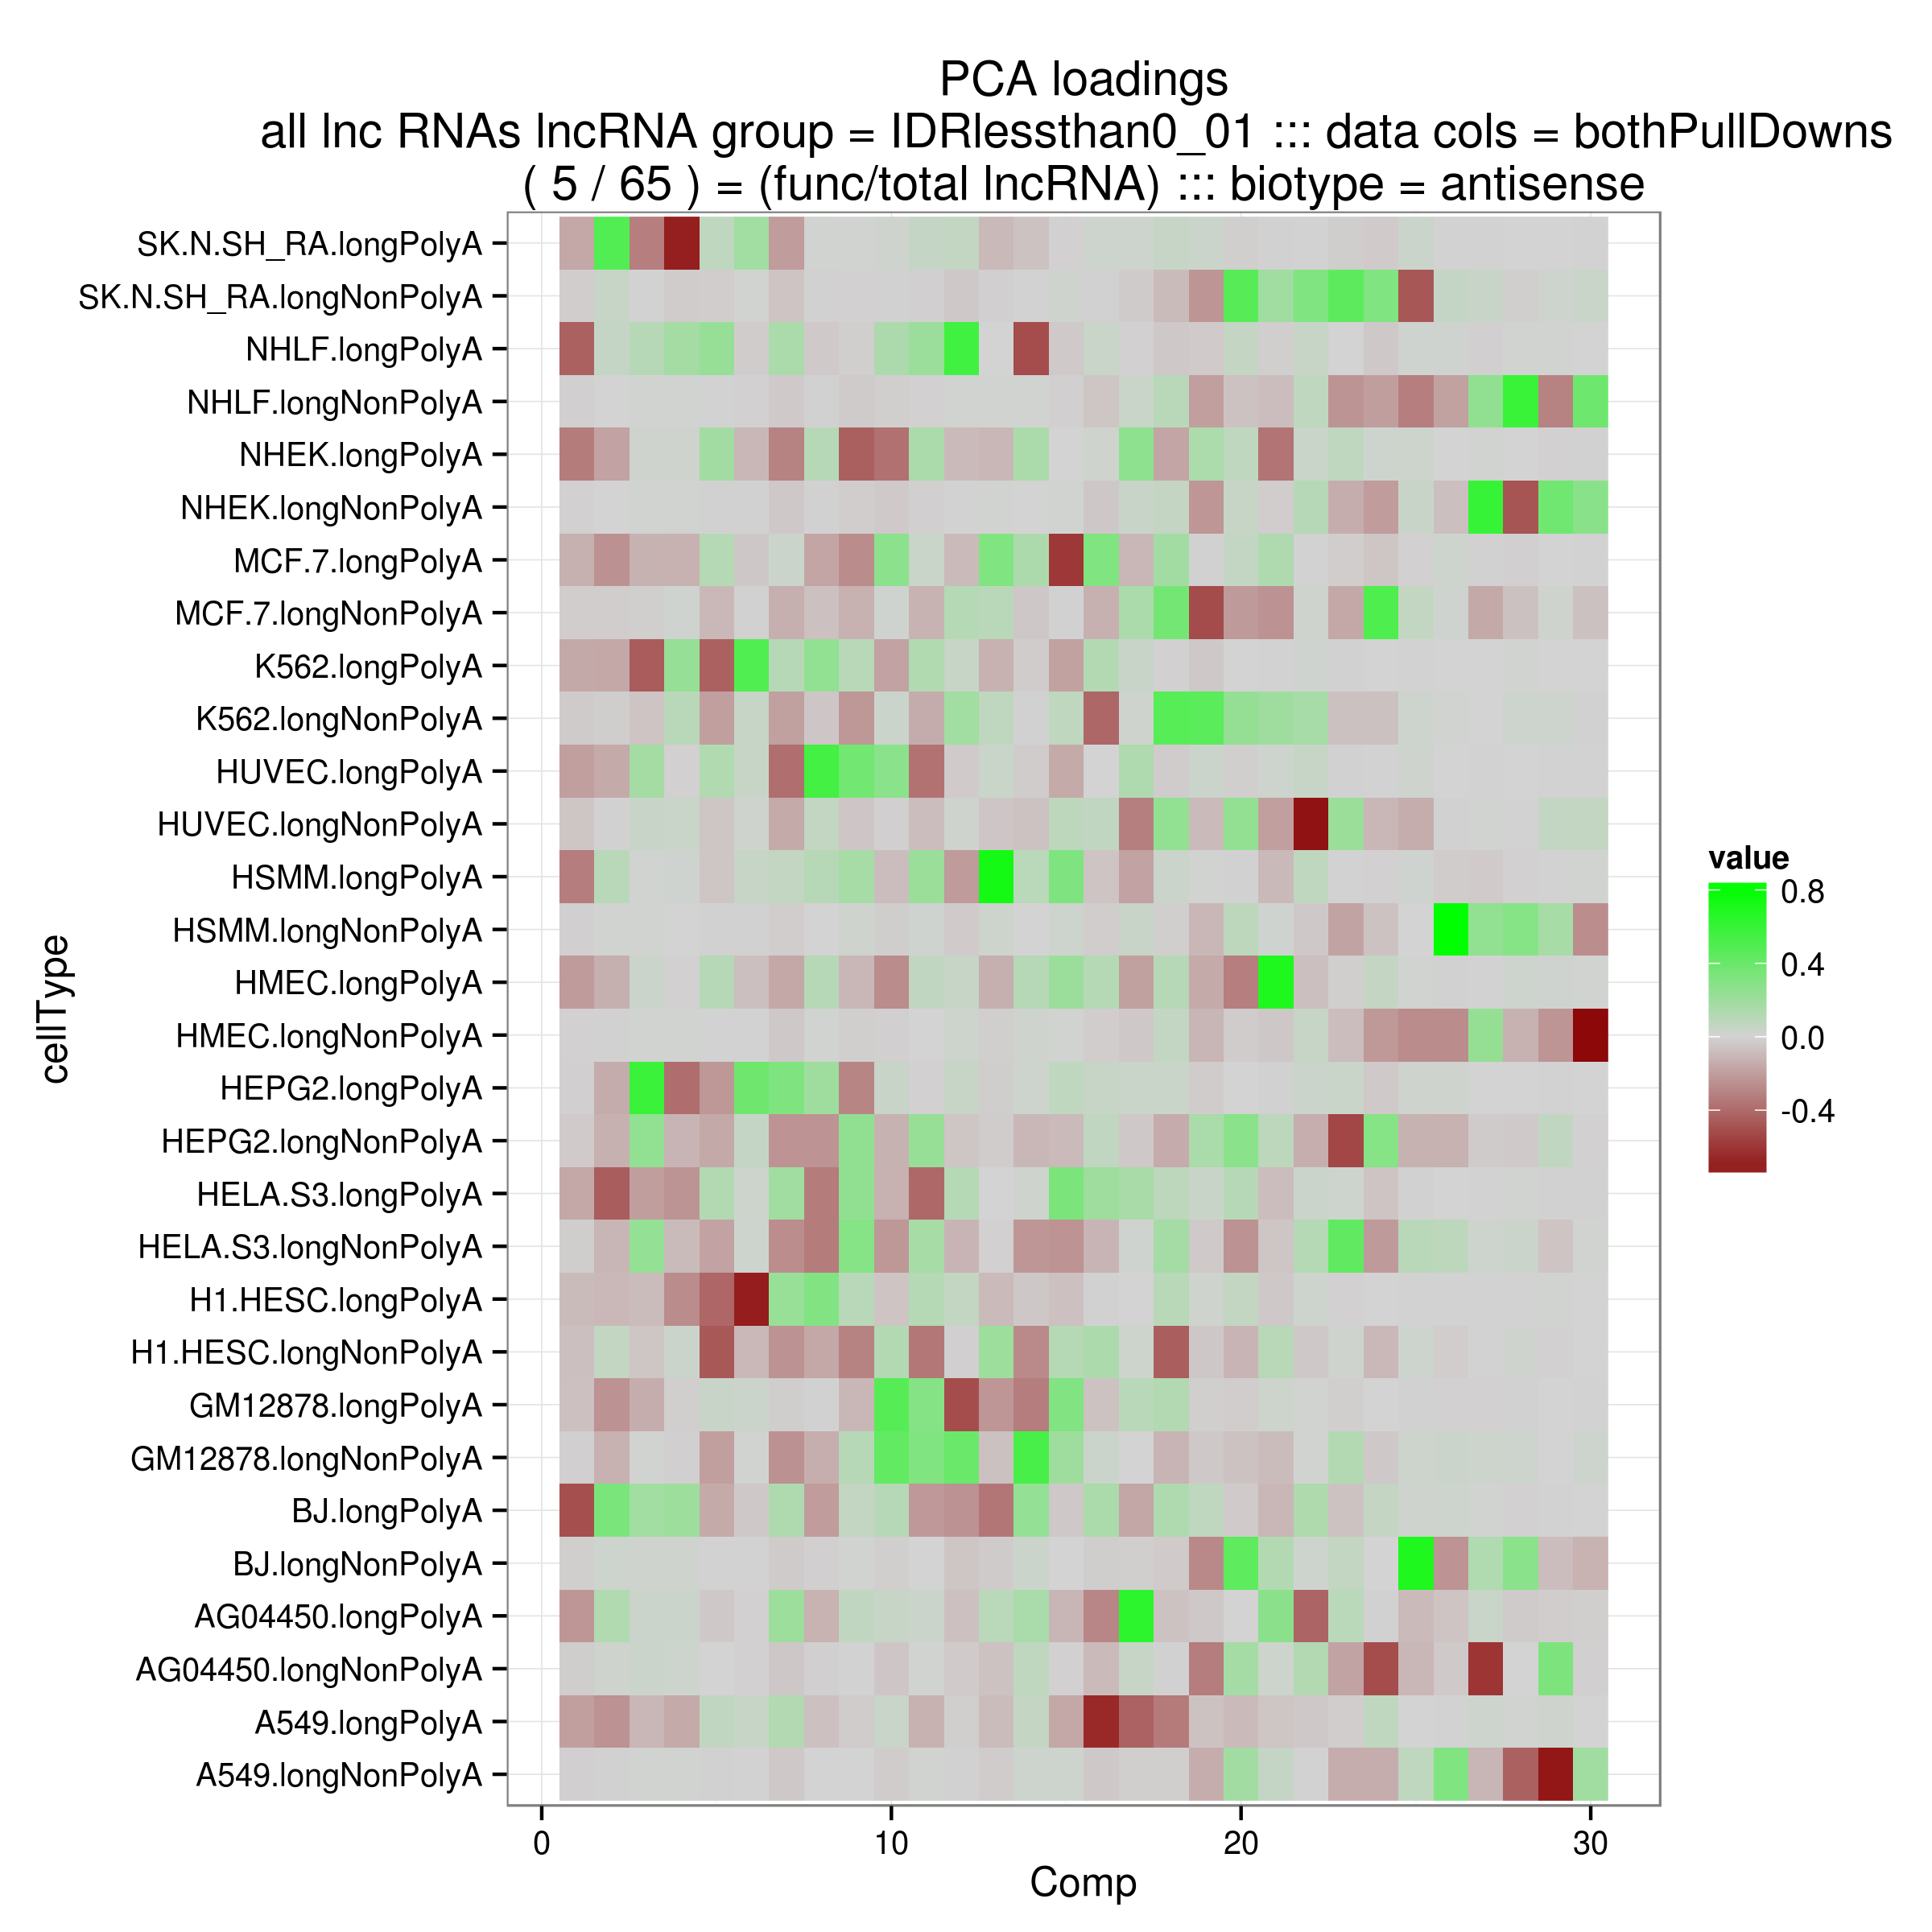 PCA loadings
all lnc RNAs lncRNA group = IDRlessthan0_01 ::: data cols = bothPullDowns
( 5 / 65 ) = (func/total lncRNA) ::: biotype = antisense
SK.N.SH_RA.longPolyA
SK.N.SH_RA.longNonPolyA
NHLF.longPolyA
NHLF.longNonPolyA
NHEK.longPolyA
NHEK.longNonPolyA
MCF.7.longPolyA
MCF.7.longNonPolyA
K562.longPolyA
K562.longNonPolyA
HUVEC.longPolyA
HUVEC.longNonPolyA
HSMM.longPolyA
HSMM.longNonPolyA
HMEC.longPolyA
HMEC.longNonPolyA
HEPG2.longPolyA
HEPG2.longNonPolyA
HELA.S3.longPolyA
HELA.S3.longNonPolyA
H1.HESC.longPolyA
H1.HESC.longNonPolyA
GM12878.longPolyA
GM12878.longNonPolyA
BJ.longPolyA
BJ.longNonPolyA
AG04450.longPolyA
AG04450.longNonPolyA
A549.longPolyA
A549.longNonPolyA
cellType
0 10 20 30
Comp
value
0.8
0.4
0.0
-0.4